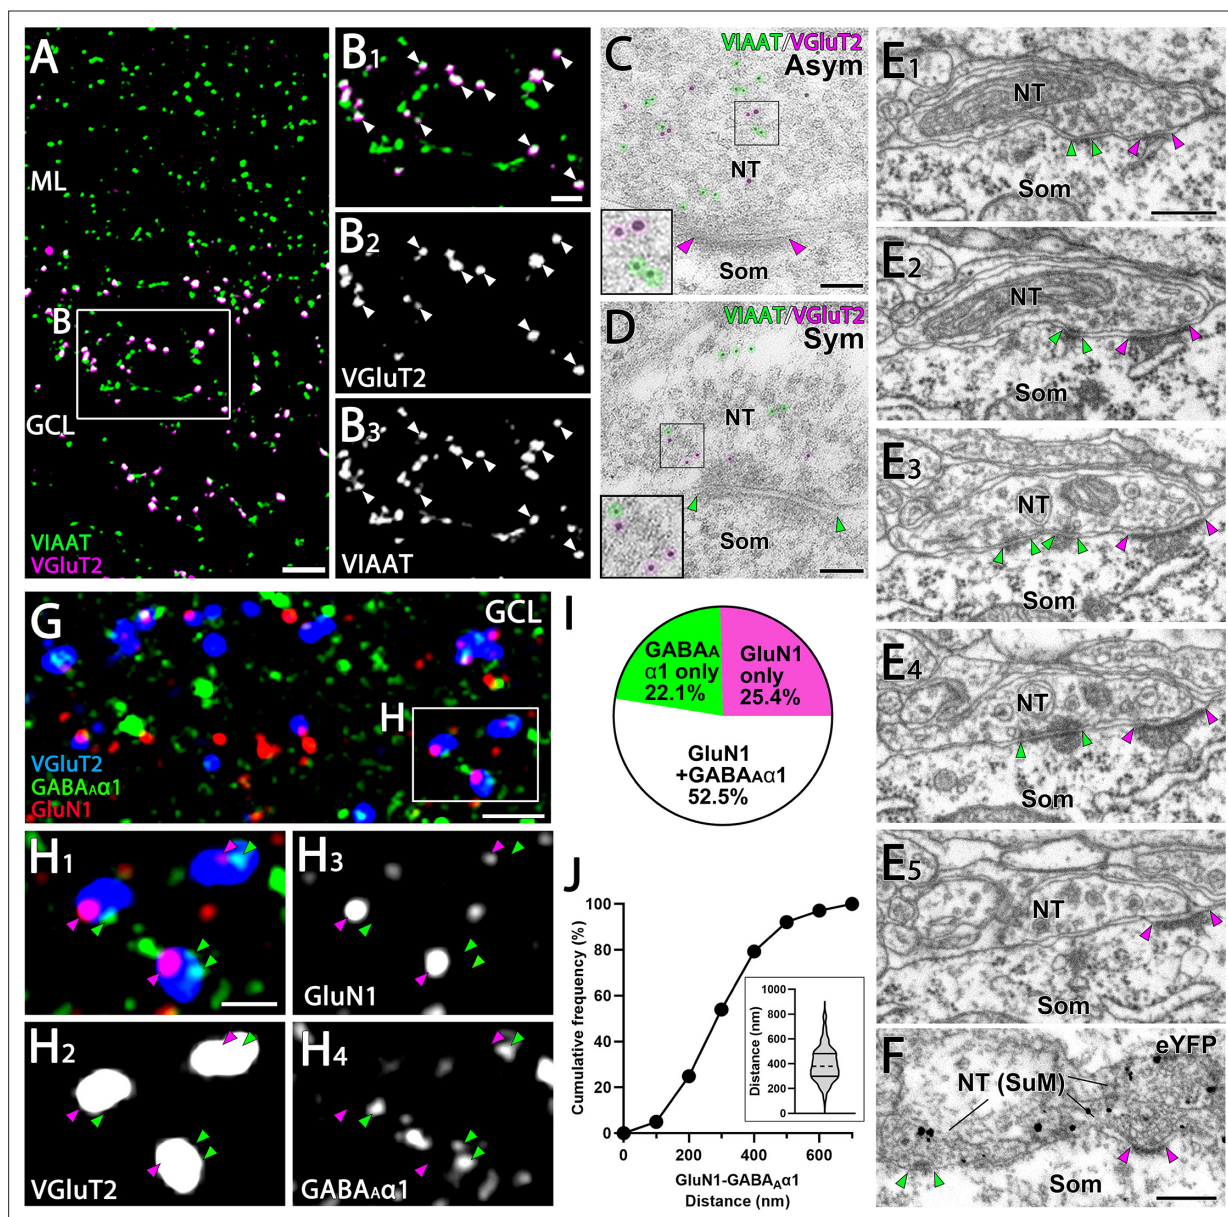 A
ML
B
GCL
VIAAT
VGluT2
B1
B2
VGluT2
B3
VIAAT
C
VIAAT/VGluT2
Asym
NT
Som
D
VIAAT/VGluT2
Sym
NT
Som
E1
NT
Som
E2
NT
Som
E3
NT
Som
E4
NT
Som
E5
NT
Som
F
eYFP
NT (SuM)
Som
G
GCL
H
VGluT2
GABAAα1
GluN1
H1
H3
GluN1
H2
VGluT2
H4
GABAAα1
I
GABAA
α1 only
22.1%
GluN1
only
25.4%
GluN1
+GABAAα1
52.5%
J
Cumulative frequency (%)
100
80
60
40
20
0
0 200 400 600
GluN1-GABAAα1
Distance (nm)
Distance (nm)
1000
800
600
400
200
0